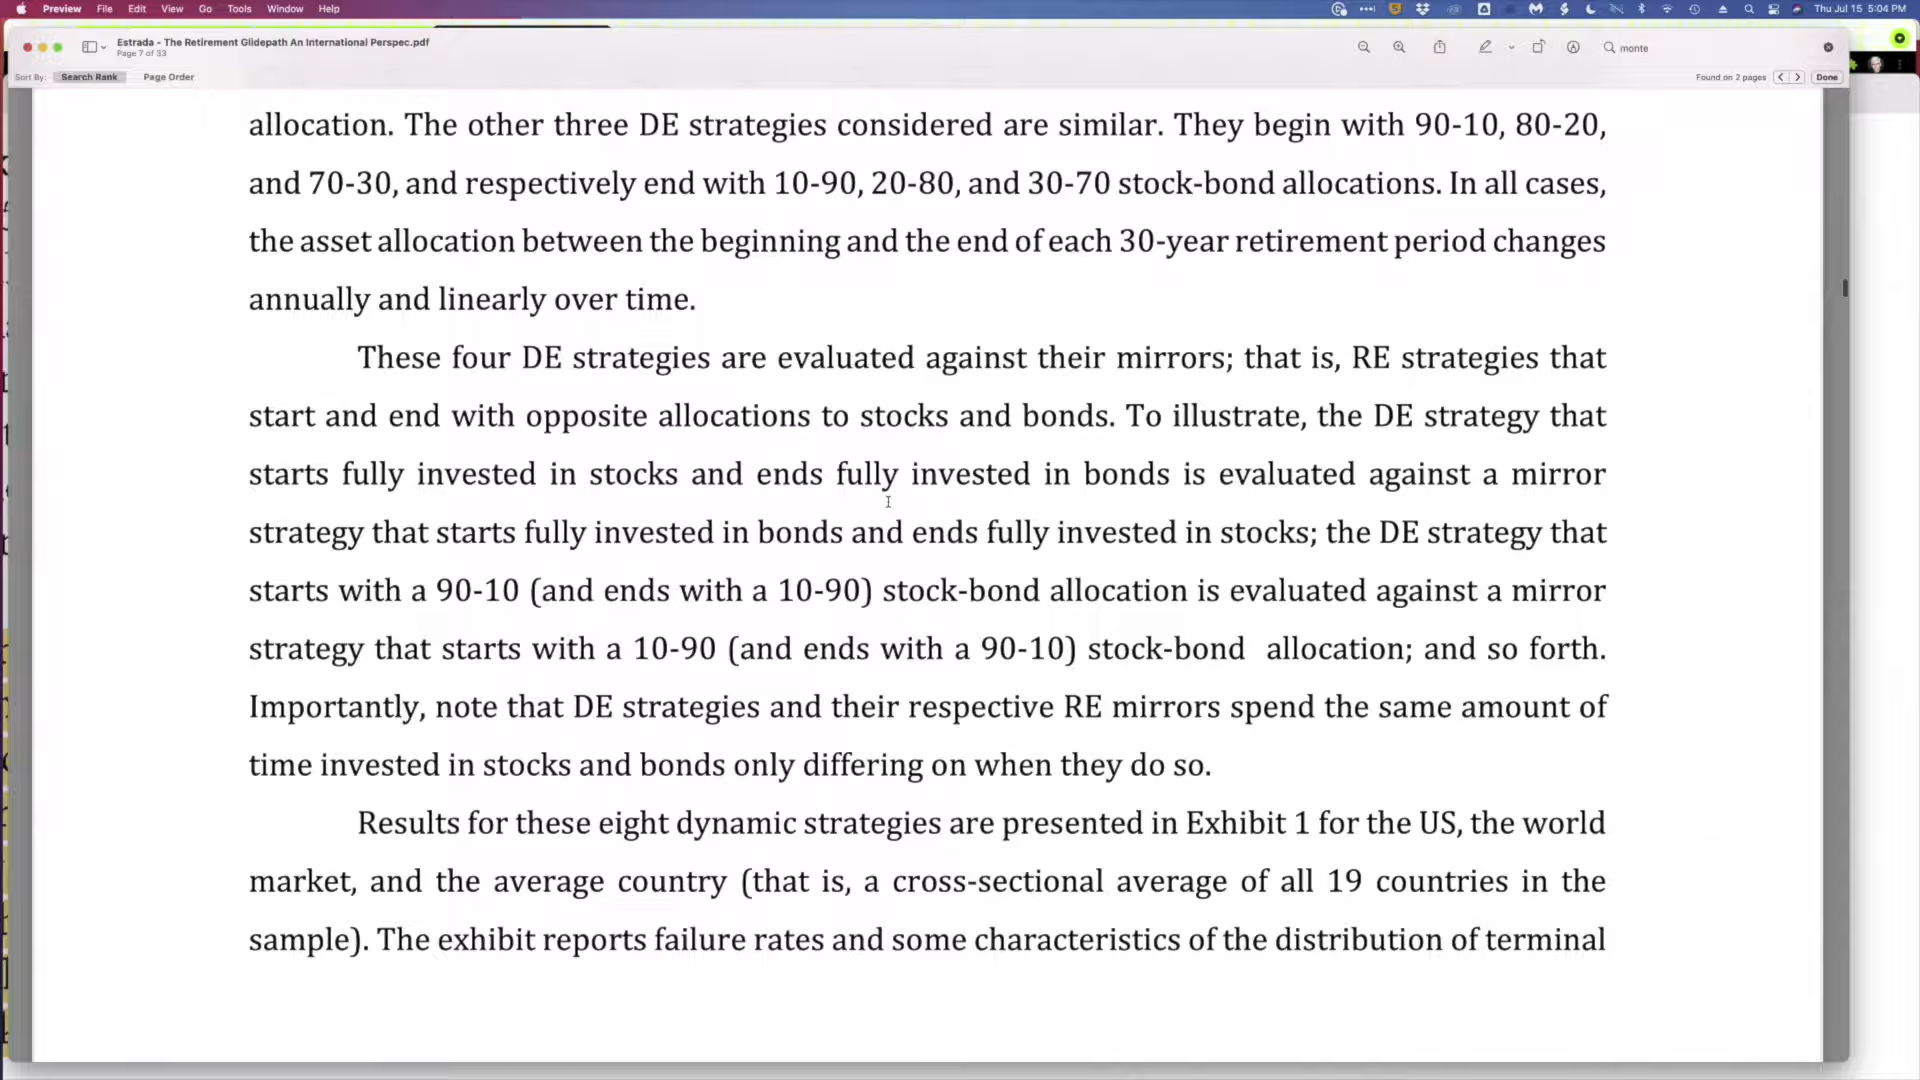 Preview File Edit View Go Tools Window Help Thu Jul 15 5:04 PM
Estrada - The Retirement Glidepath An International Perspec.pdf
Page 7 of 33
monte
Sort By: Search Rank Page Order Found on 2 pages Done
allocation. The other three DE strategies considered are similar. They begin with 90-10, 80-20,
and 70-30, and respectively end with 10-90, 20-80, and 30-70 stock-bond allocations. In all cases,
the asset allocation between the beginning and the end of each 30-year retirement period changes
annually and linearly over time.
These four DE strategies are evaluated against their mirrors; that is, RE strategies that
start and end with opposite allocations to stocks and bonds. To illustrate, the DE strategy that
starts fully invested in stocks and ends fully invested in bonds is evaluated against a mirror
strategy that starts fully invested in bonds and ends fully invested in stocks; the DE strategy that
starts with a 90-10 (and ends with a 10-90) stock-bond allocation is evaluated against a mirror
strategy that starts with a 10-90 (and ends with a 90-10) stock-bond allocation; and so forth.
Importantly, note that DE strategies and their respective RE mirrors spend the same amount of
time invested in stocks and bonds only differing on when they do so.
Results for these eight dynamic strategies are presented in Exhibit 1 for the US, the world
market, and the average country (that is, a cross-sectional average of all 19 countries in the
sample). The exhibit reports failure rates and some characteristics of the distribution of terminal